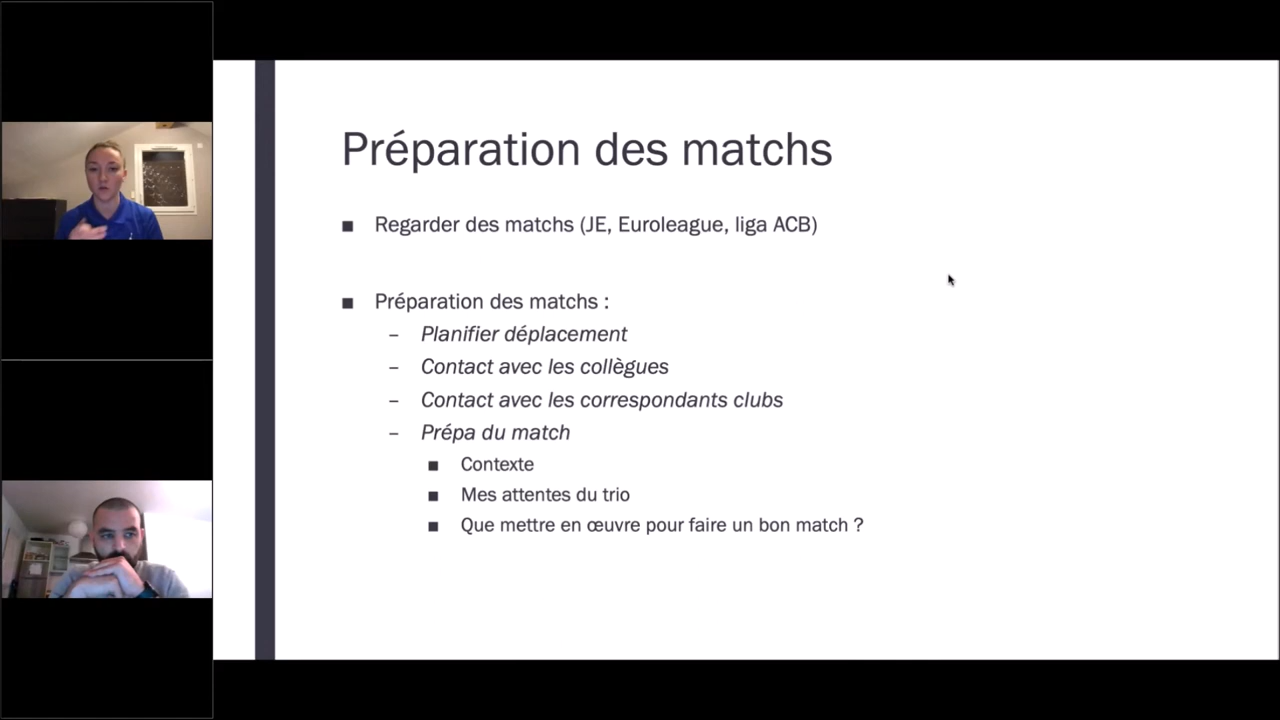 Préparation des matchs
■ Regarder des matchs (JE, Euroleague, liga ACB)
■ Préparation des matchs :
– Planifier déplacement
– Contact avec les collègues
– Contact avec les correspondants clubs
– Prépa du match
■ Contexte
■ Mes attentes du trio
■ Que mettre en œuvre pour faire un bon match ?